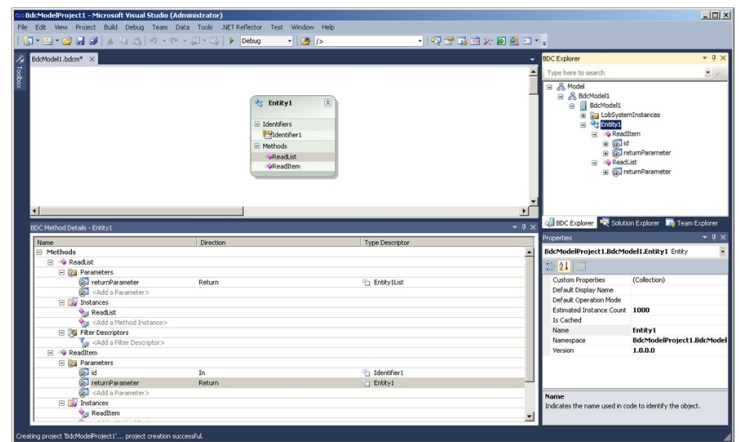 BdcModelProject1 - Microsoft Visual Studio (Administrator)
File Edit View Project Build Debug Team Data Tools .NET Reflector Test Window Help
Debug />
Toolbox
BdcModel1.bdcm*
Entity1
Identifiers
Identifier1
Methods
ReadList
ReadItem
BDC Explorer
Type here to search
Model
BdcModel1
BdcModel1
LobSystemInstances
Entity1
ReadItem
id
returnParameter
ReadList
returnParameter
BDC Explorer Solution Explorer Team Explorer
BDC Method Details - Entity1
Name Direction Type Descriptor
Methods
ReadList
Parameters
returnParameter Return Entity1List
<Add a Parameter>
Instances
ReadList
<Add a Method Instance>
Filter Descriptors
<Add a Filter Descriptor>
ReadItem
Parameters
id In Identifier1
returnParameter Return Entity1
<Add a Parameter>
Instances
ReadItem
Properties
BdcModelProject1.BdcModel1.Entity1 Entity
Custom Properties (Collection)
Default Display Name
Default Operation Mode
Estimated Instance Count 1000
Is Cached
Name Entity1
Namespace BdcModelProject1.BdcModel
Version 1.0.0.0
Name
Indicates the name used in code to identify the object.
Creating project 'BdcModelProject1'... project creation successful.